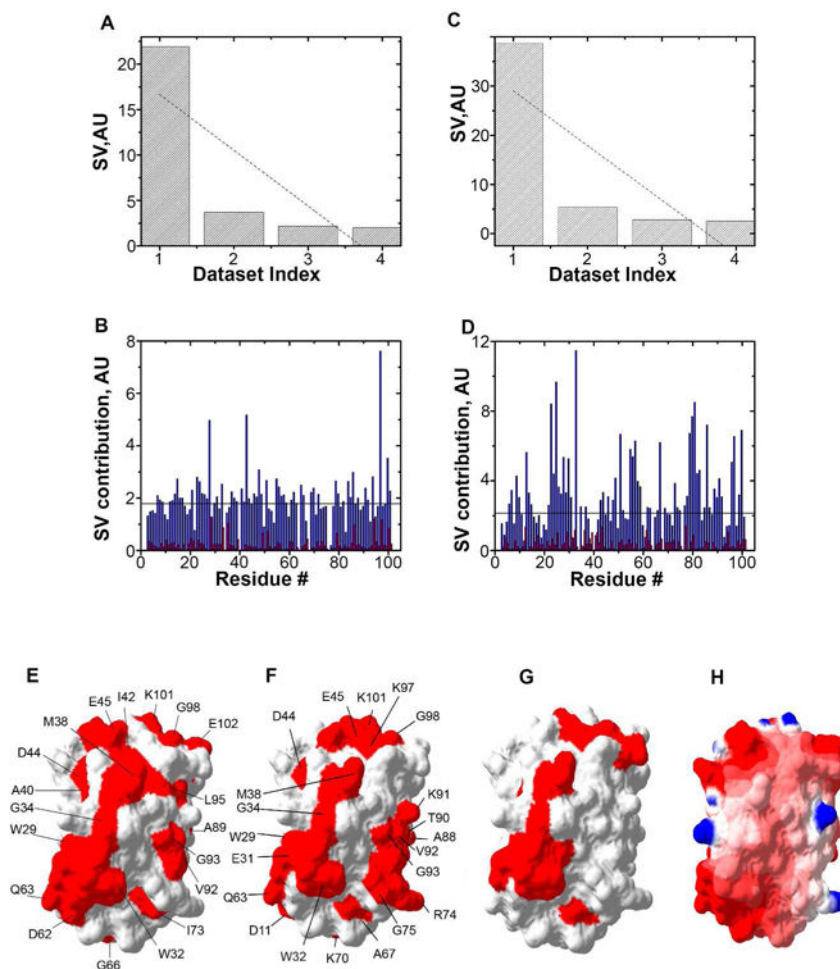 A
C
SV,AU
20
15
10
5
0
1
2
3
4
Dataset Index
SV,AU
40
30
20
10
0
1
2
3
4
Dataset Index
B
D
SV contribution, AU
8
6
4
2
0
0
20
40
60
80
100
Residue #
SV contribution, AU
12
8
4
0
0
20
40
60
80
100
Residue #
E
E45
I42
K101
G98
E102
M38
D44
A40
G34
W29
Q63
D62
G66
W32
I73
V92
G93
A89
L95
F
E45
K101
K97
G98
D44
M38
G34
W29
E31
Q63
D11
W32
K70
A67
G75
R74
G93
V92
A88
T90
K91
G
H